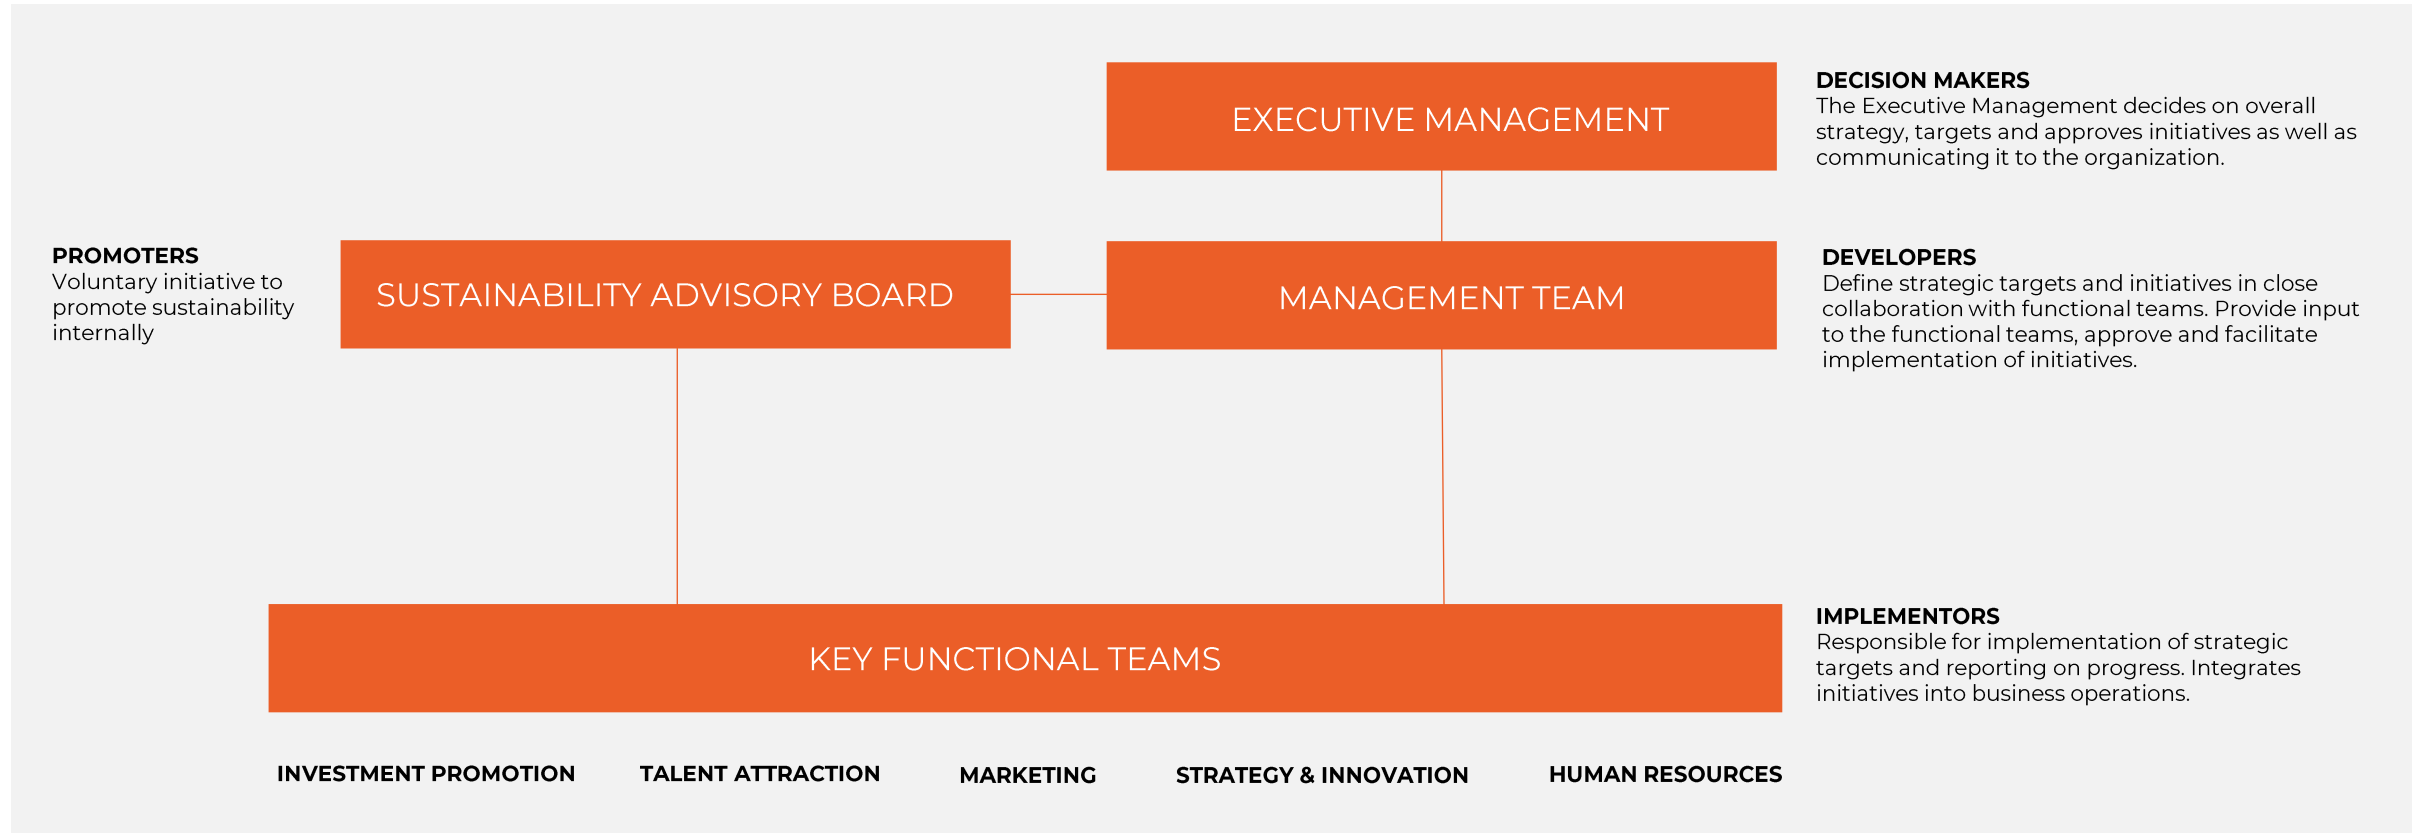 EXECUTIVE MANAGEMENT
DECISION MAKERS
The Executive Management decides on overall
strategy, targets and approves initiatives as well as
communicating it to the organization.
PROMOTERS
Voluntary initiative to
promote sustainability
internally
SUSTAINABILITY ADVISORY BOARD
MANAGEMENT TEAM
DEVELOPERS
Define strategic targets and initiatives in close
collaboration with functional teams. Provide input
to the functional teams, approve and facilitate
implementation of initiatives.
KEY FUNCTIONAL TEAMS
IMPLEMENTORS
Responsible for implementation of strategic
targets and reporting on progress. Integrates
initiatives into business operations.
INVESTMENT PROMOTION
TALENT ATTRACTION
MARKETING
STRATEGY & INNOVATION
HUMAN RESOURCES